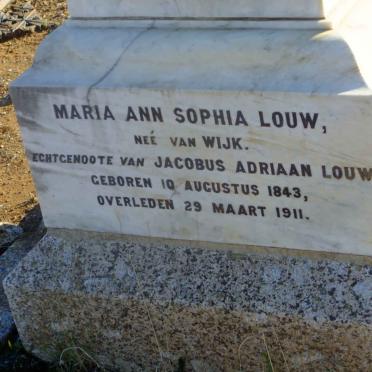 MARIA ANN SOPHIA LOUW,
NEÉ VAN WIJK.
ECHTGENOOTE VAN JACOBUS ADRIAAN LOUW
GEBOREN 10 AUGUSTUS 1843,
OVERLEDEN 29 MAART 1911.